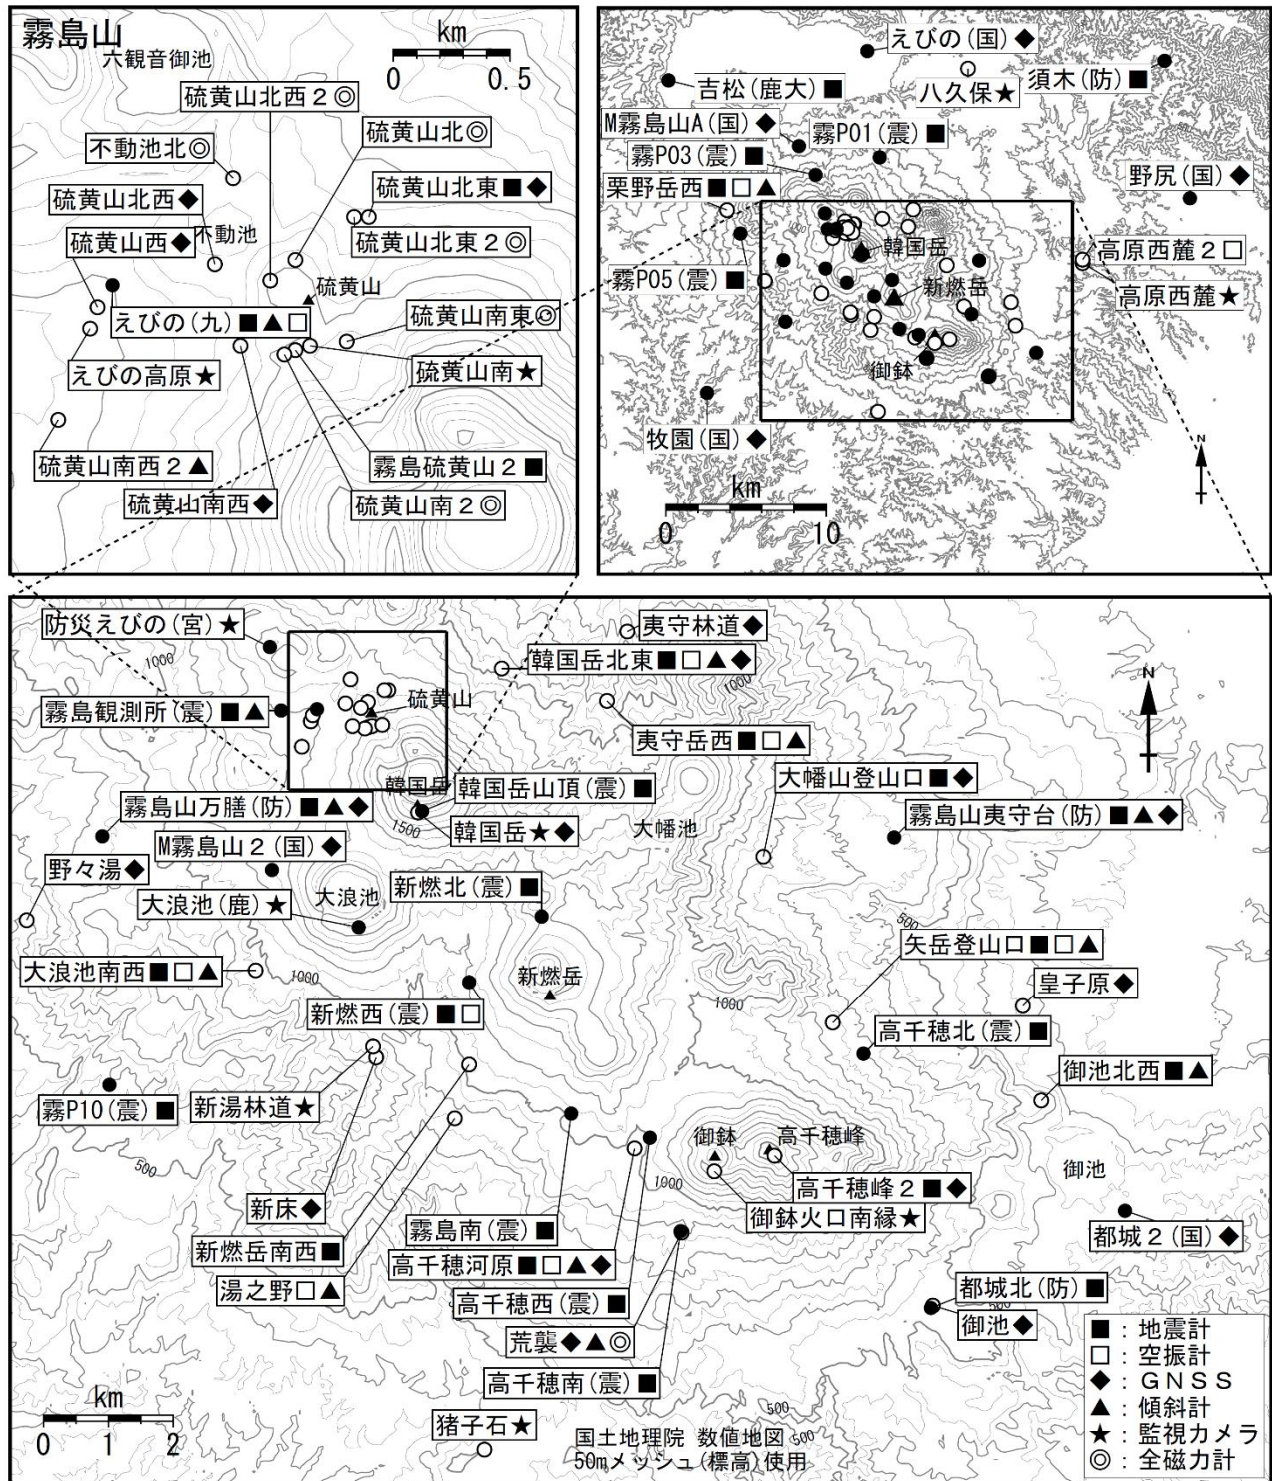 霧島山
六観音御池
km
0 0.5
硫黄山北西2◎
硫黄山北◎
不動池北◎
硫黄山北東■◆
硫黄山北西◆
不動池
硫黄山北東2◎
硫黄山西◆
硫黄山
えびの(九)■▲□
硫黄山南東◎
えびの高原★
硫黄山南★
硫黄山南西2▲
霧島硫黄山2■
硫黄山南西◆
硫黄山南2◎
えびの(国)◆
吉松(鹿大)■
八久保★
須木(防)■
M霧島山A(国)◆
霧P01(震)■
霧P03(震)■
栗野岳西■□▲
野尻(国)◆
韓国岳
高原西麓2□
霧P05(震)■
新燃岳
高原西麓★
御鉢
牧園(国)◆
N
km
0 10
防災えびの(宮)★
夷守林道◆
1000
韓国岳北東■□▲◆
1000
硫黄山
霧島観測所(震)■▲
夷守岳西■□▲
N
大幡山登山口■◆
韓国岳
韓国岳山頂(震)■
霧島山万膳(防)■▲◆
1500
大幡池
霧島山夷守台(防)■▲◆
韓国岳★◆
M霧島山2(国)◆
野々湯◆
新燃北(震)■
大浪池
大浪池(鹿)★
500
矢岳登山口■□▲
大浪池南西■□▲
1000
新燃岳
皇子原◆
1000
新燃西(震)■□
高千穂北(震)■
御池北西■▲
霧P10(震)■
新湯林道★
御鉢
高千穂峰
500
御池
1000
高千穂峰2■◆
新床◆
霧島南(震)■
御鉢火口南縁★
都城2(国)◆
新燃岳南西■
高千穂河原■□▲◆
湯之野□▲
高千穂西(震)■
都城北(防)■
500
御池◆
荒襲◆▲◎
高千穂南(震)■
■:地震計
□:空振計
◆:GNSS
▲:傾斜計
★:監視カメラ
◎:全磁力計
km
0 1 2
500
猪子石★
国土地理院 数値地図
500
50mメッシュ(標高)使用